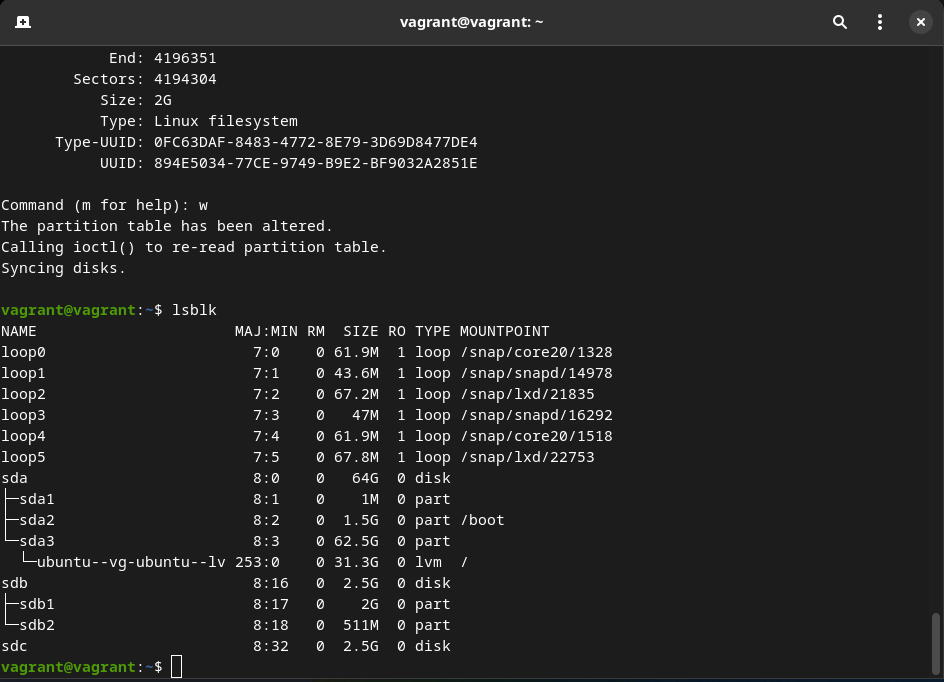 vagrant@vagrant: ~
End: 4196351
Sectors: 4194304
Size: 2G
Type: Linux filesystem
Type-UUID: 0FC63DAF-8483-4772-8E79-3D69D8477DE4
UUID: 894E5034-77CE-9749-B9E2-BF9032A2851E
Command (m for help): w
The partition table has been altered.
Calling ioctl() to re-read partition table.
Syncing disks.
vagrant@vagrant:~$ lsblk
NAME MAJ:MIN RM SIZE RO TYPE MOUNTPOINT
loop0 7:0 0 61.9M 1 loop /snap/core20/1328
loop1 7:1 0 43.6M 1 loop /snap/snapd/14978
loop2 7:2 0 67.2M 1 loop /snap/lxd/21835
loop3 7:3 0 47M 1 loop /snap/snapd/16292
loop4 7:4 0 61.9M 1 loop /snap/core20/1518
loop5 7:5 0 67.8M 1 loop /snap/lxd/22753
sda 8:0 0 64G 0 disk
├─sda1 8:1 0 1M 0 part
├─sda2 8:2 0 1.5G 0 part /boot
└─sda3 8:3 0 62.5G 0 part
└─ubuntu--vg-ubuntu--lv 253:0 0 31.3G 0 lvm /
sdb 8:16 0 2.5G 0 disk
├─sdb1 8:17 0 2G 0 part
└─sdb2 8:18 0 511M 0 part
sdc 8:32 0 2.5G 0 disk
vagrant@vagrant:~$